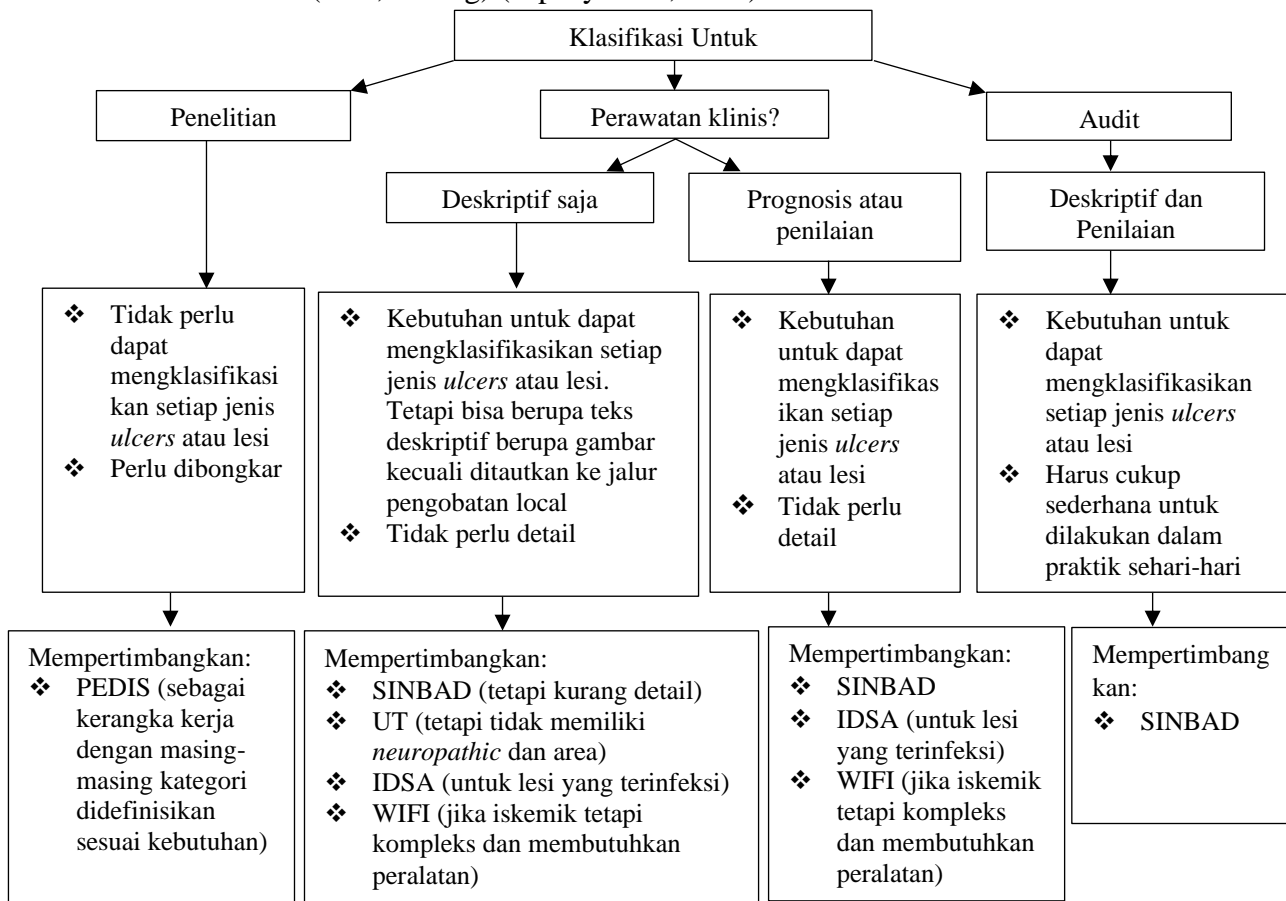 Klasifikasi Untuk
Penelitian
Perawatan klinis?
Audit
Deskriptif saja
Prognosis atau
penilaian
Deskriptif dan
Penilaian
❖ Tidak perlu
dapat
mengklasifikasi
kan setiap jenis
ulcers atau lesi
❖ Perlu dibongkar
❖ Kebutuhan untuk dapat
mengklasifikasikan setiap
jenis ulcers atau lesi.
Tetapi bisa berupa teks
deskriptif berupa gambar
kecuali ditautkan ke jalur
pengobatan local
❖ Tidak perlu detail
❖ Kebutuhan
untuk dapat
mengklasifikas
ikan setiap
jenis ulcers
atau lesi
❖ Tidak perlu
detail
❖ Kebutuhan untuk
dapat
mengklasifikasikan
setiap jenis ulcers
atau lesi
❖ Harus cukup
sederhana untuk
dilakukan dalam
praktik sehari-hari
Mempertimbangkan:
❖ PEDIS (sebagai
kerangka kerja
dengan masing-
masing kategori
didefinisikan
sesuai kebutuhan)
Mempertimbangkan:
❖ SINBAD (tetapi kurang detail)
❖ UT (tetapi tidak memiliki
neuropathic dan area)
❖ IDSA (untuk lesi yang terinfeksi)
❖ WIFI (jika iskemik tetapi
kompleks dan membutuhkan
peralatan)
Mempertimbangkan:
❖ SINBAD
❖ IDSA (untuk lesi
yang terinfeksi)
❖ WIFI (jika iskemik
tetapi kompleks
dan membutuhkan
peralatan)
Mempertimbang
kan:
❖ SINBAD